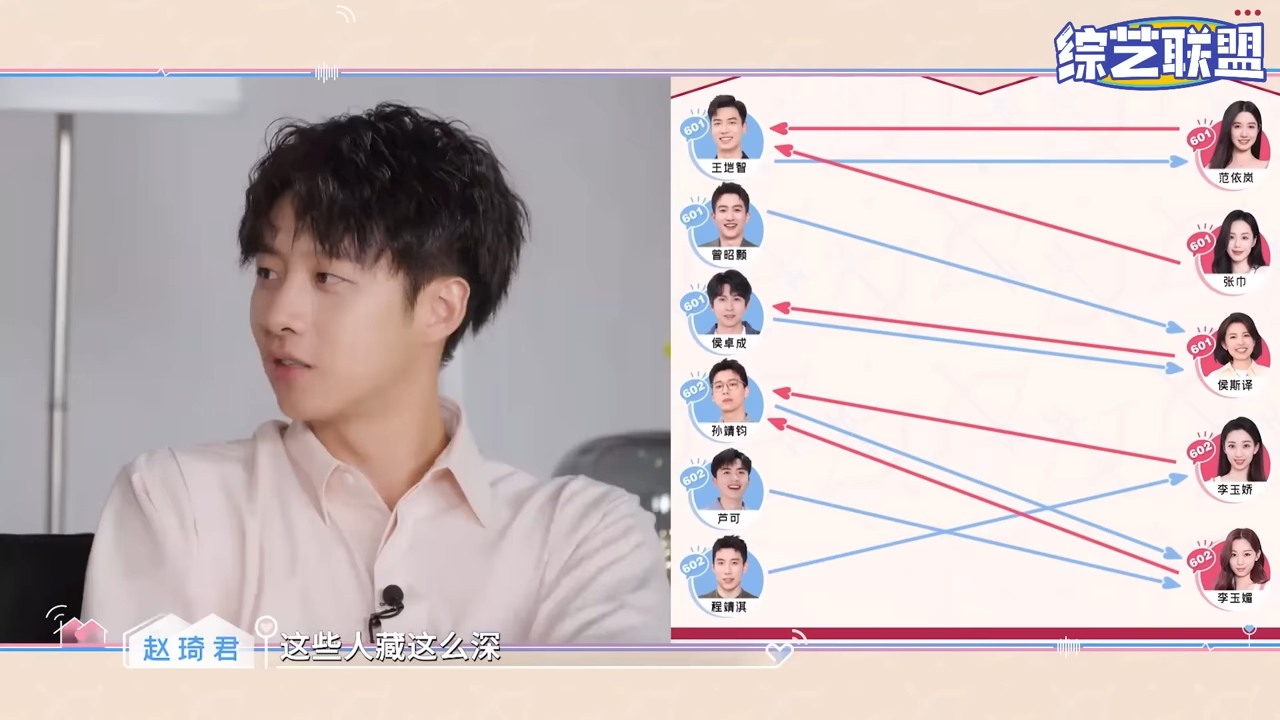 综艺联盟
601
王垲智
601
范依岚
601
曾昭颢
601
张巾
601
侯卓成
601
侯斯译
602
孙靖钧
602
李玉娇
602
芦可
602
李玉媚
602
程靖淇
赵琦君
这些人藏这么深